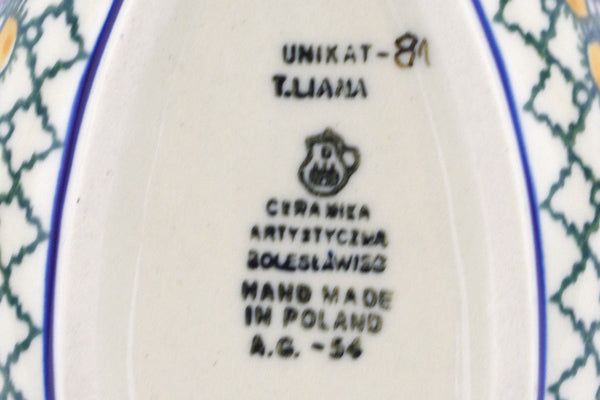 UNIKAT-81
T.LIANA
CERAMIKA
ARTYSTYCZNA
BOLESŁAWIEC
HAND MADE
IN POLAND
A.G. -54